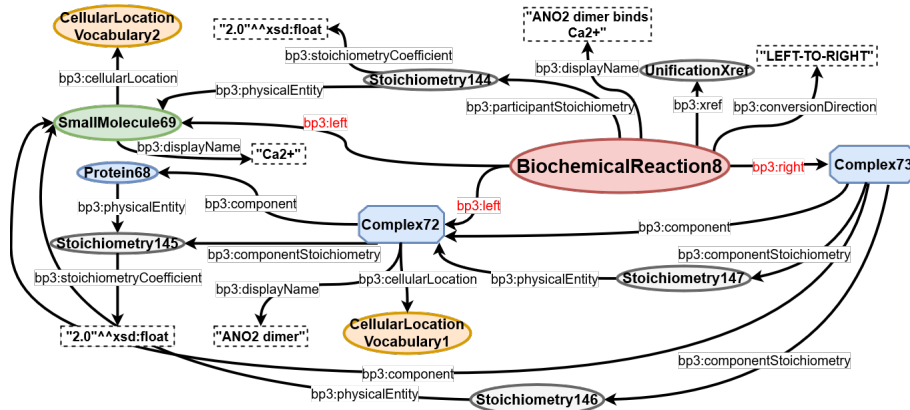 CellularLocation
Vocabulary2
"2.0"^^xsd:float
"ANO2 dimer binds
Ca2+"
bp3:stoichiometryCoefficient
bp3:cellularLocation
bp3:displayName
"LEFT-TO-RIGHT"
Stoichiometry144
UnificationXref
bp3:physicalEntity
bp3:participantStoichiometry
bp3:xref
bp3:conversionDirection
SmallMolecule69
bp3:left
bp3:displayName
"Ca2+"
BiochemicalReaction8
bp3:right
Complex73
Protein68
bp3:physicalEntity
bp3:component
bp3:left
Complex72
bp3:component
Stoichiometry145
bp3:componentStoichiometry
bp3:componentStoichiometry
bp3:stoichiometryCoefficient
bp3:displayName
bp3:cellularLocation
bp3:physicalEntity
Stoichiometry147
"2.0"^^xsd:float
"ANO2 dimer"
CellularLocation
Vocabulary1
bp3:componentStoichiometry
bp3:component
bp3:physicalEntity
Stoichiometry146